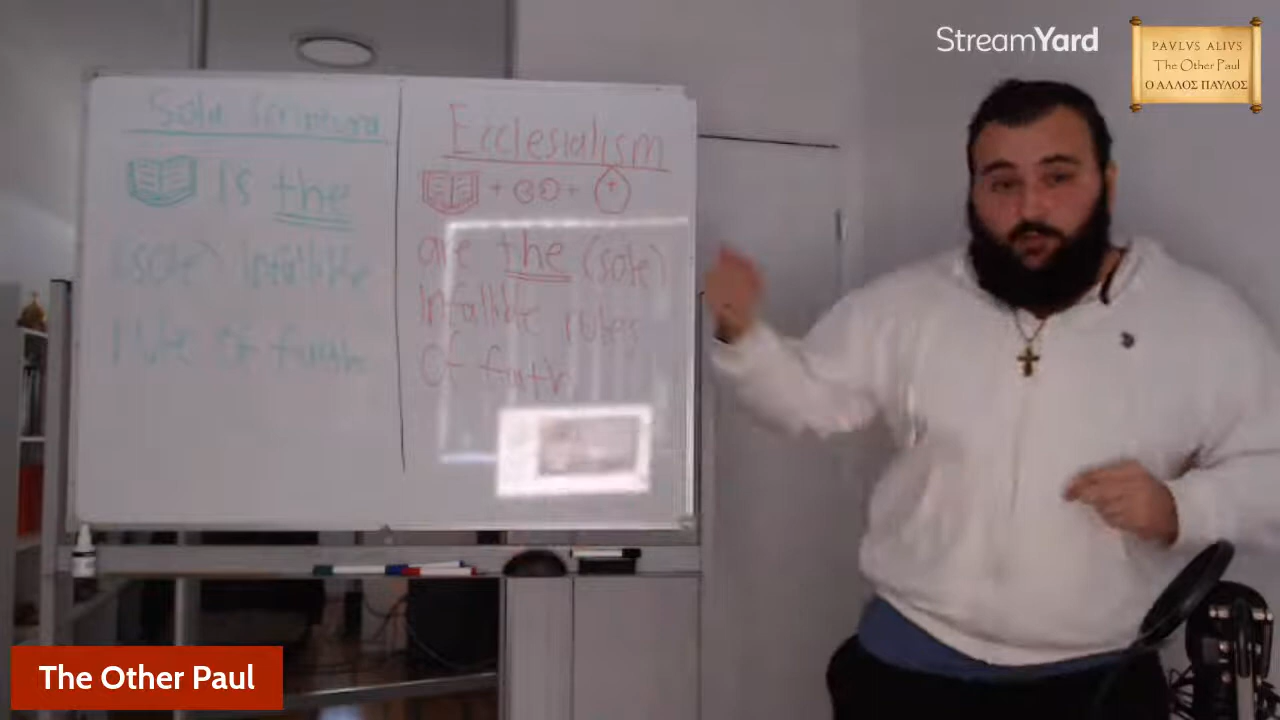 StreamYard
PAVLVS ALIVS
The Other Paul
Ο ΑΛΛΟΣ ΠΑΥΛΟΣ
Sola Scriptura
is the
(sole) infallible
rule of faith
Ecclesialism
+ +
are the (sole)
infallible rules
of faith
The Other Paul